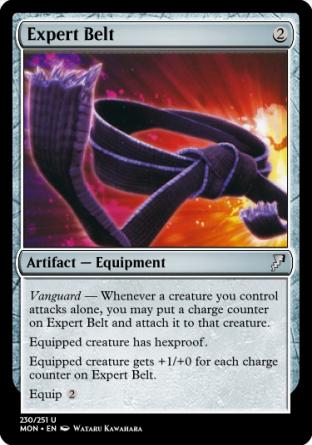 Expert Belt 2
Artifact — Equipment
Vanguard — Whenever a creature you control
attacks alone, you may put a charge counter
on Expert Belt and attach it to that creature.
Equipped creature has hexproof.
Equipped creature gets +1/+0 for each charge
counter on Expert Belt.
Equip 2
230/251 U
MON • EN Wataru Kawahara